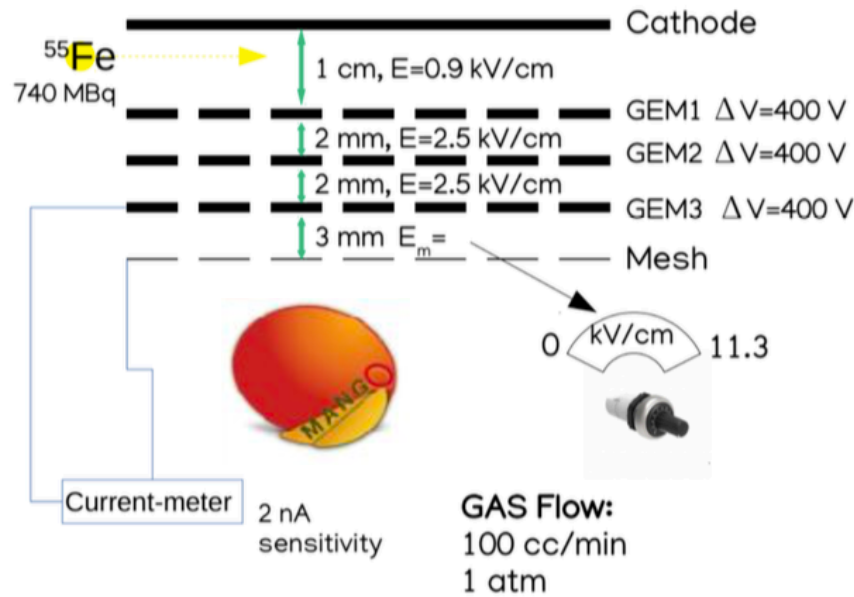 Cathode
⁵⁵Fe
740 MBq
1 cm, E=0.9 kV/cm
GEM1 ΔV=400 V
2 mm, E=2.5 kV/cm
GEM2 ΔV=400 V
2 mm, E=2.5 kV/cm
GEM3 ΔV=400 V
3 mm Eₘ=
Mesh
0 kV/cm 11.3
MANGO
Current-meter
2 nA
sensitivity
GAS Flow:
100 cc/min
1 atm